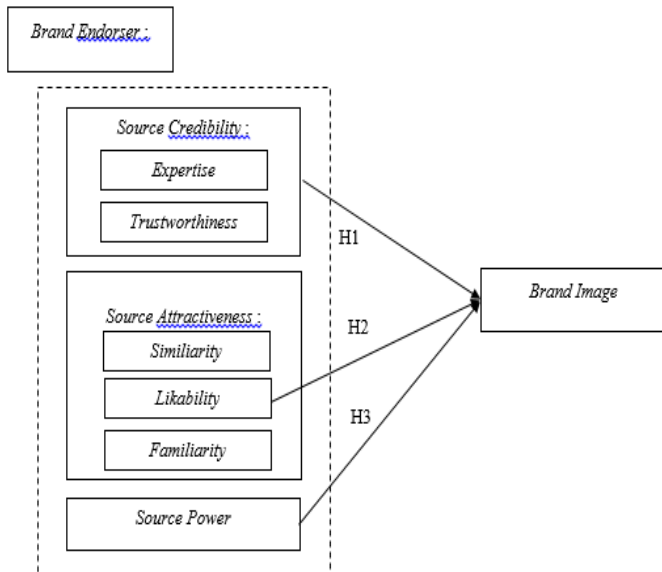 Brand Endorser :
Source Credibility :
Expertise
Trustworthiness
H1
Brand Image
Source Attractiveness :
H2
Similiarity
Likability
H3
Familiarity
Source Power